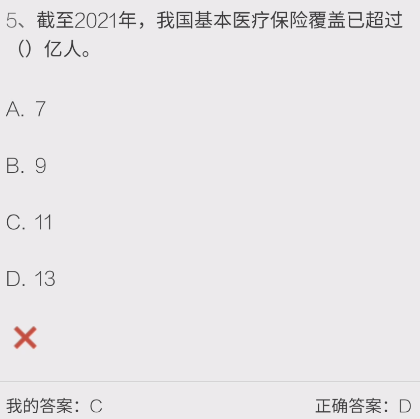 5、截至2021年，我国基本医疗保险覆盖已超过
（）亿人。
A. 7
B. 9
C. 11
D. 13
我的答案：C
正确答案：D